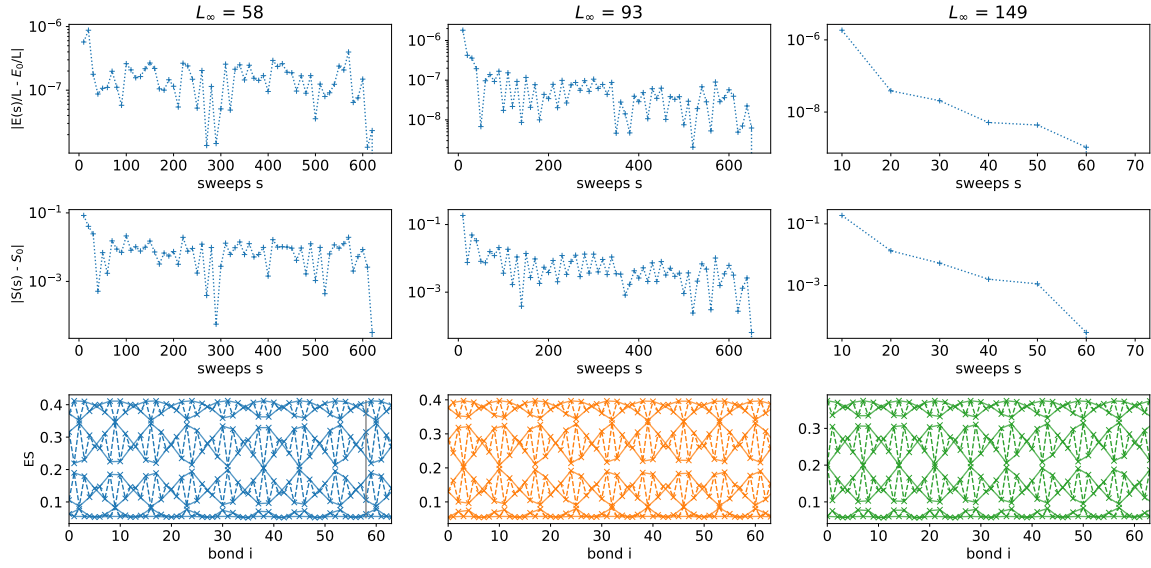 L∞ = 58
L∞ = 93
L∞ = 149
|E(s)/L - E₀/L|
10⁻⁶
10⁻⁷
0 100 200 300 400 500 600
sweeps s
10⁻⁶
10⁻⁷
10⁻⁸
0 200 400 600
sweeps s
10⁻⁶
10⁻⁸
10 20 30 40 50 60 70
sweeps s
|S(s) - S₀|
10⁻¹
10⁻³
0 100 200 300 400 500 600
sweeps s
10⁻¹
10⁻³
0 200 400 600
sweeps s
10⁻¹
10⁻³
10 20 30 40 50 60 70
sweeps s
ES
0.4
0.3
0.2
0.1
0 10 20 30 40 50 60
bond i
0.4
0.3
0.2
0.1
0 10 20 30 40 50 60
bond i
0.3
0.2
0.1
0 10 20 30 40 50 60
bond i